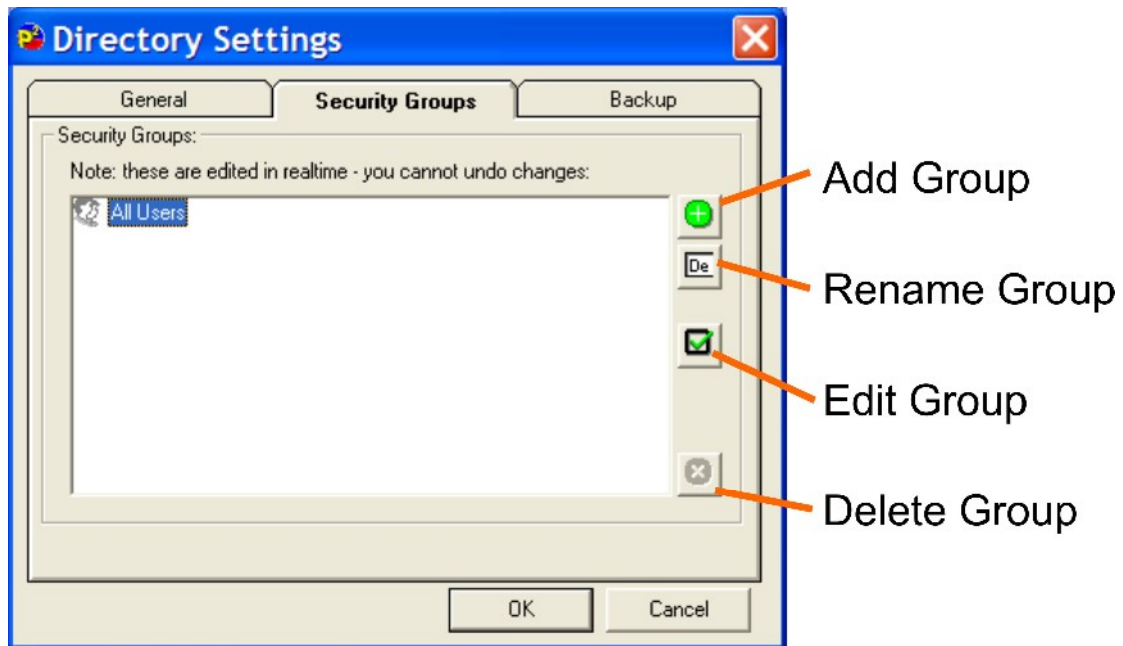 Directory Settings
General
Security Groups
Backup
Security Groups:
Note: these are edited in realtime - you cannot undo changes:
All Users
De
OK
Cancel
Add Group
Rename Group
Edit Group
Delete Group